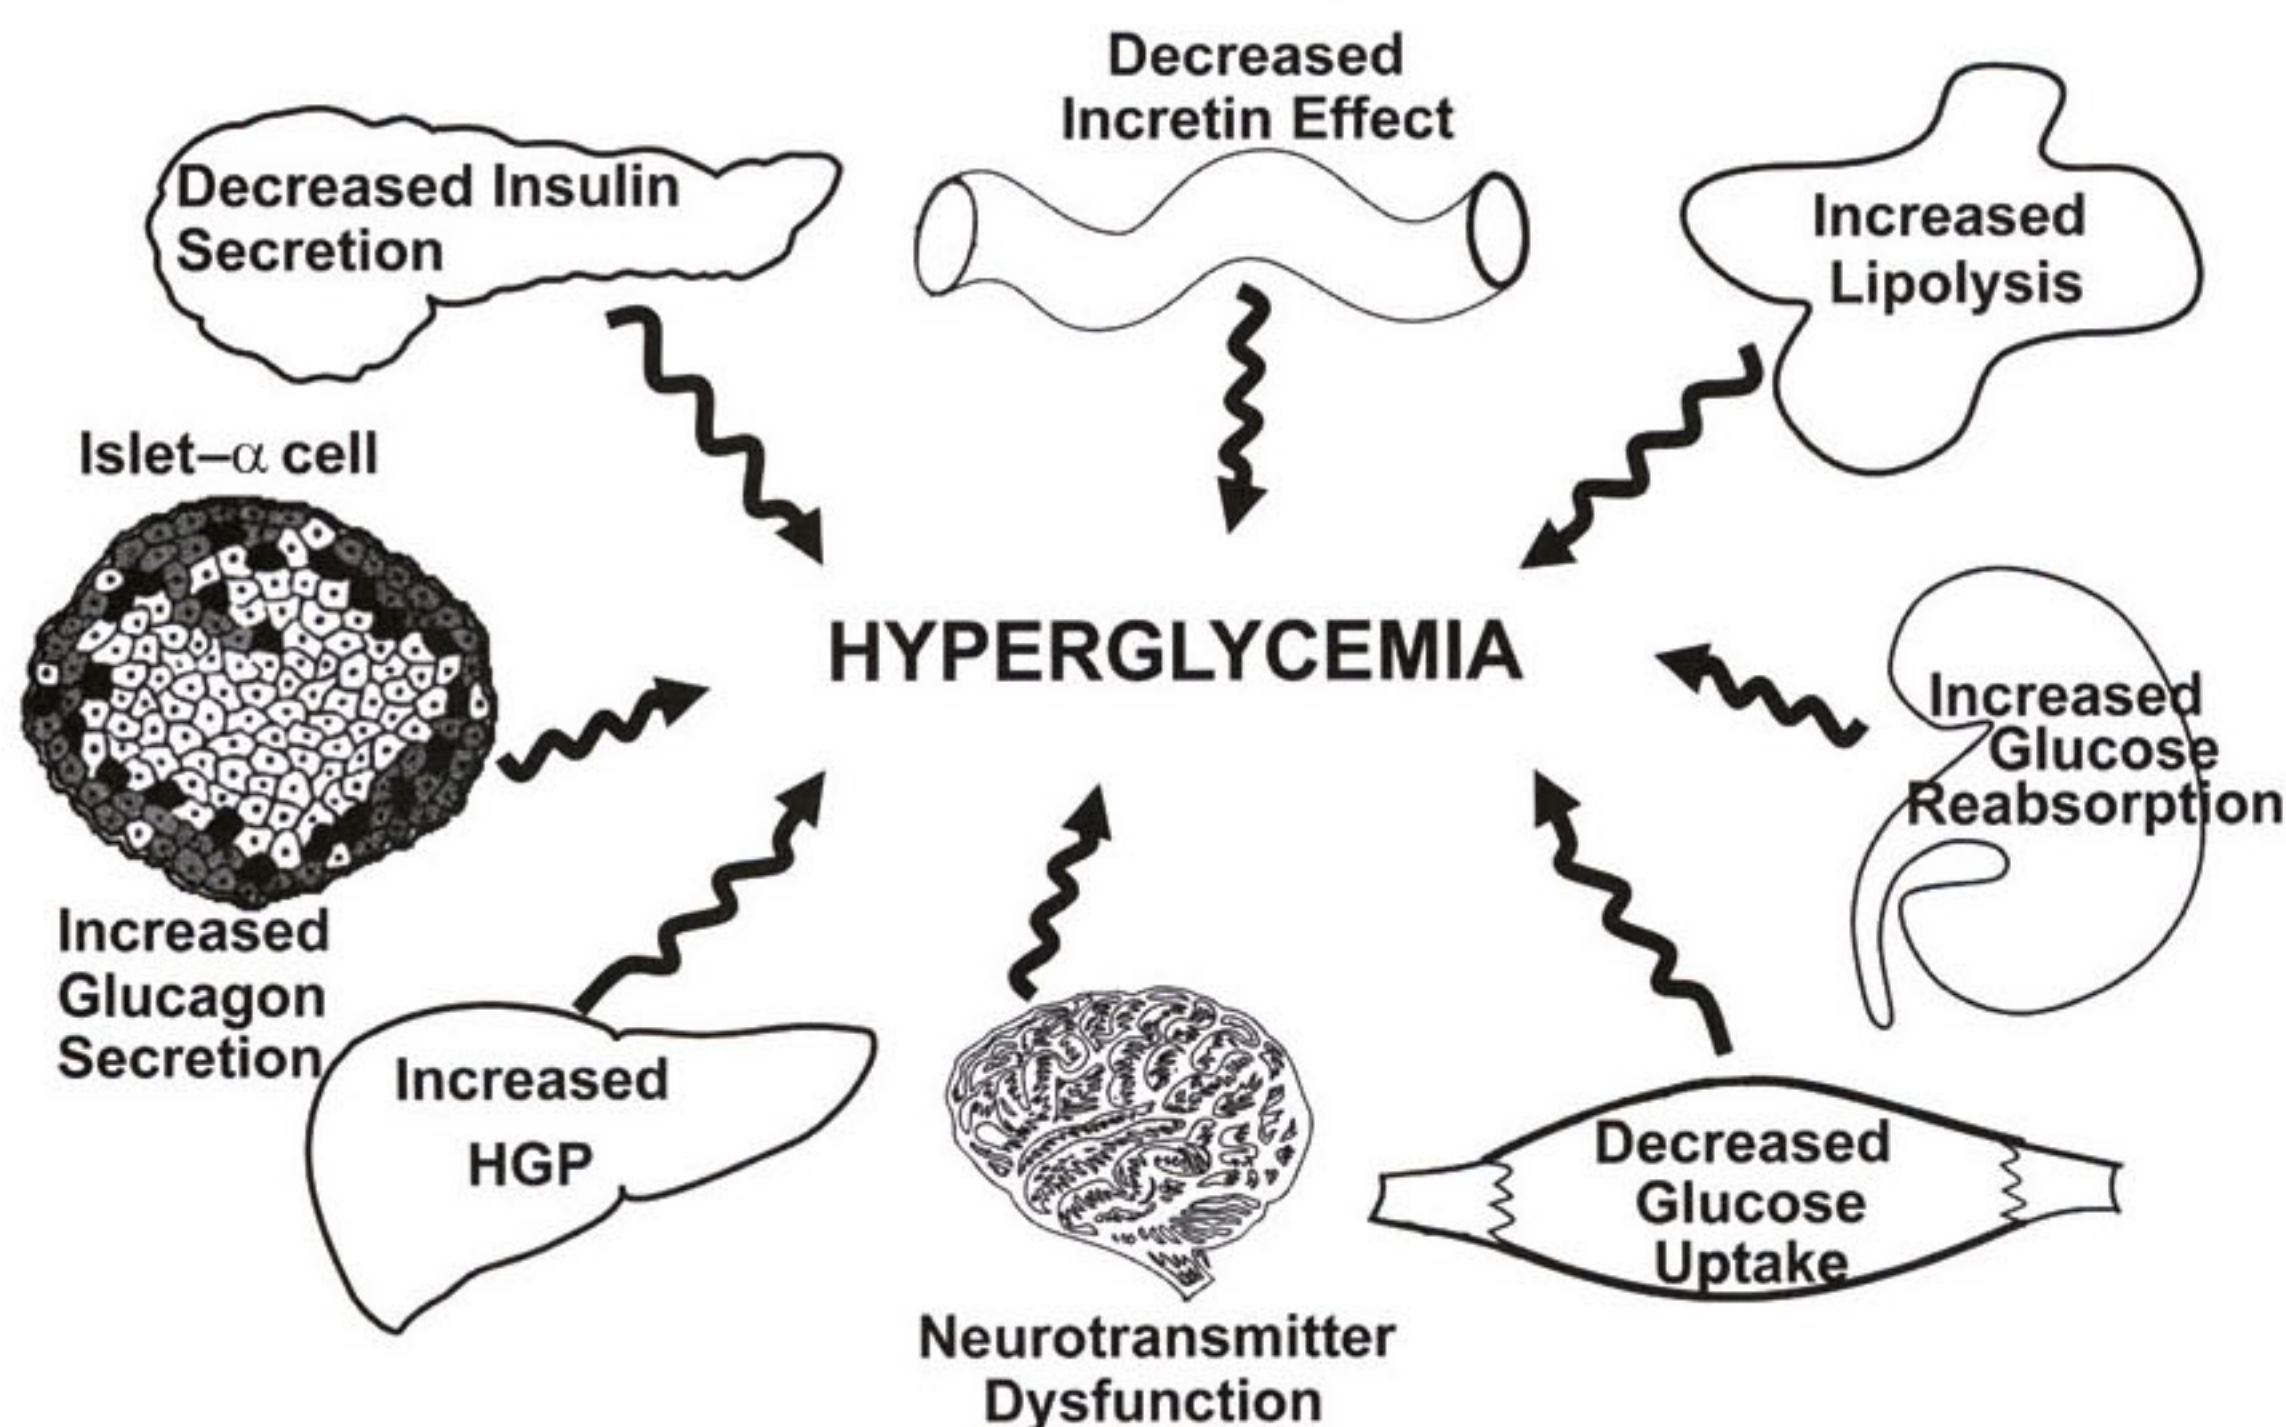 Decreased
Incretin Effect
Decreased Insulin
Secretion
Increased
Lipolysis
Islet–α cell
HYPERGLYCEMIA
Increased
Glucose
Reabsorption
Increased
Glucagon
Secretion
Increased
HGP
Decreased
Glucose
Uptake
Neurotransmitter
Dysfunction